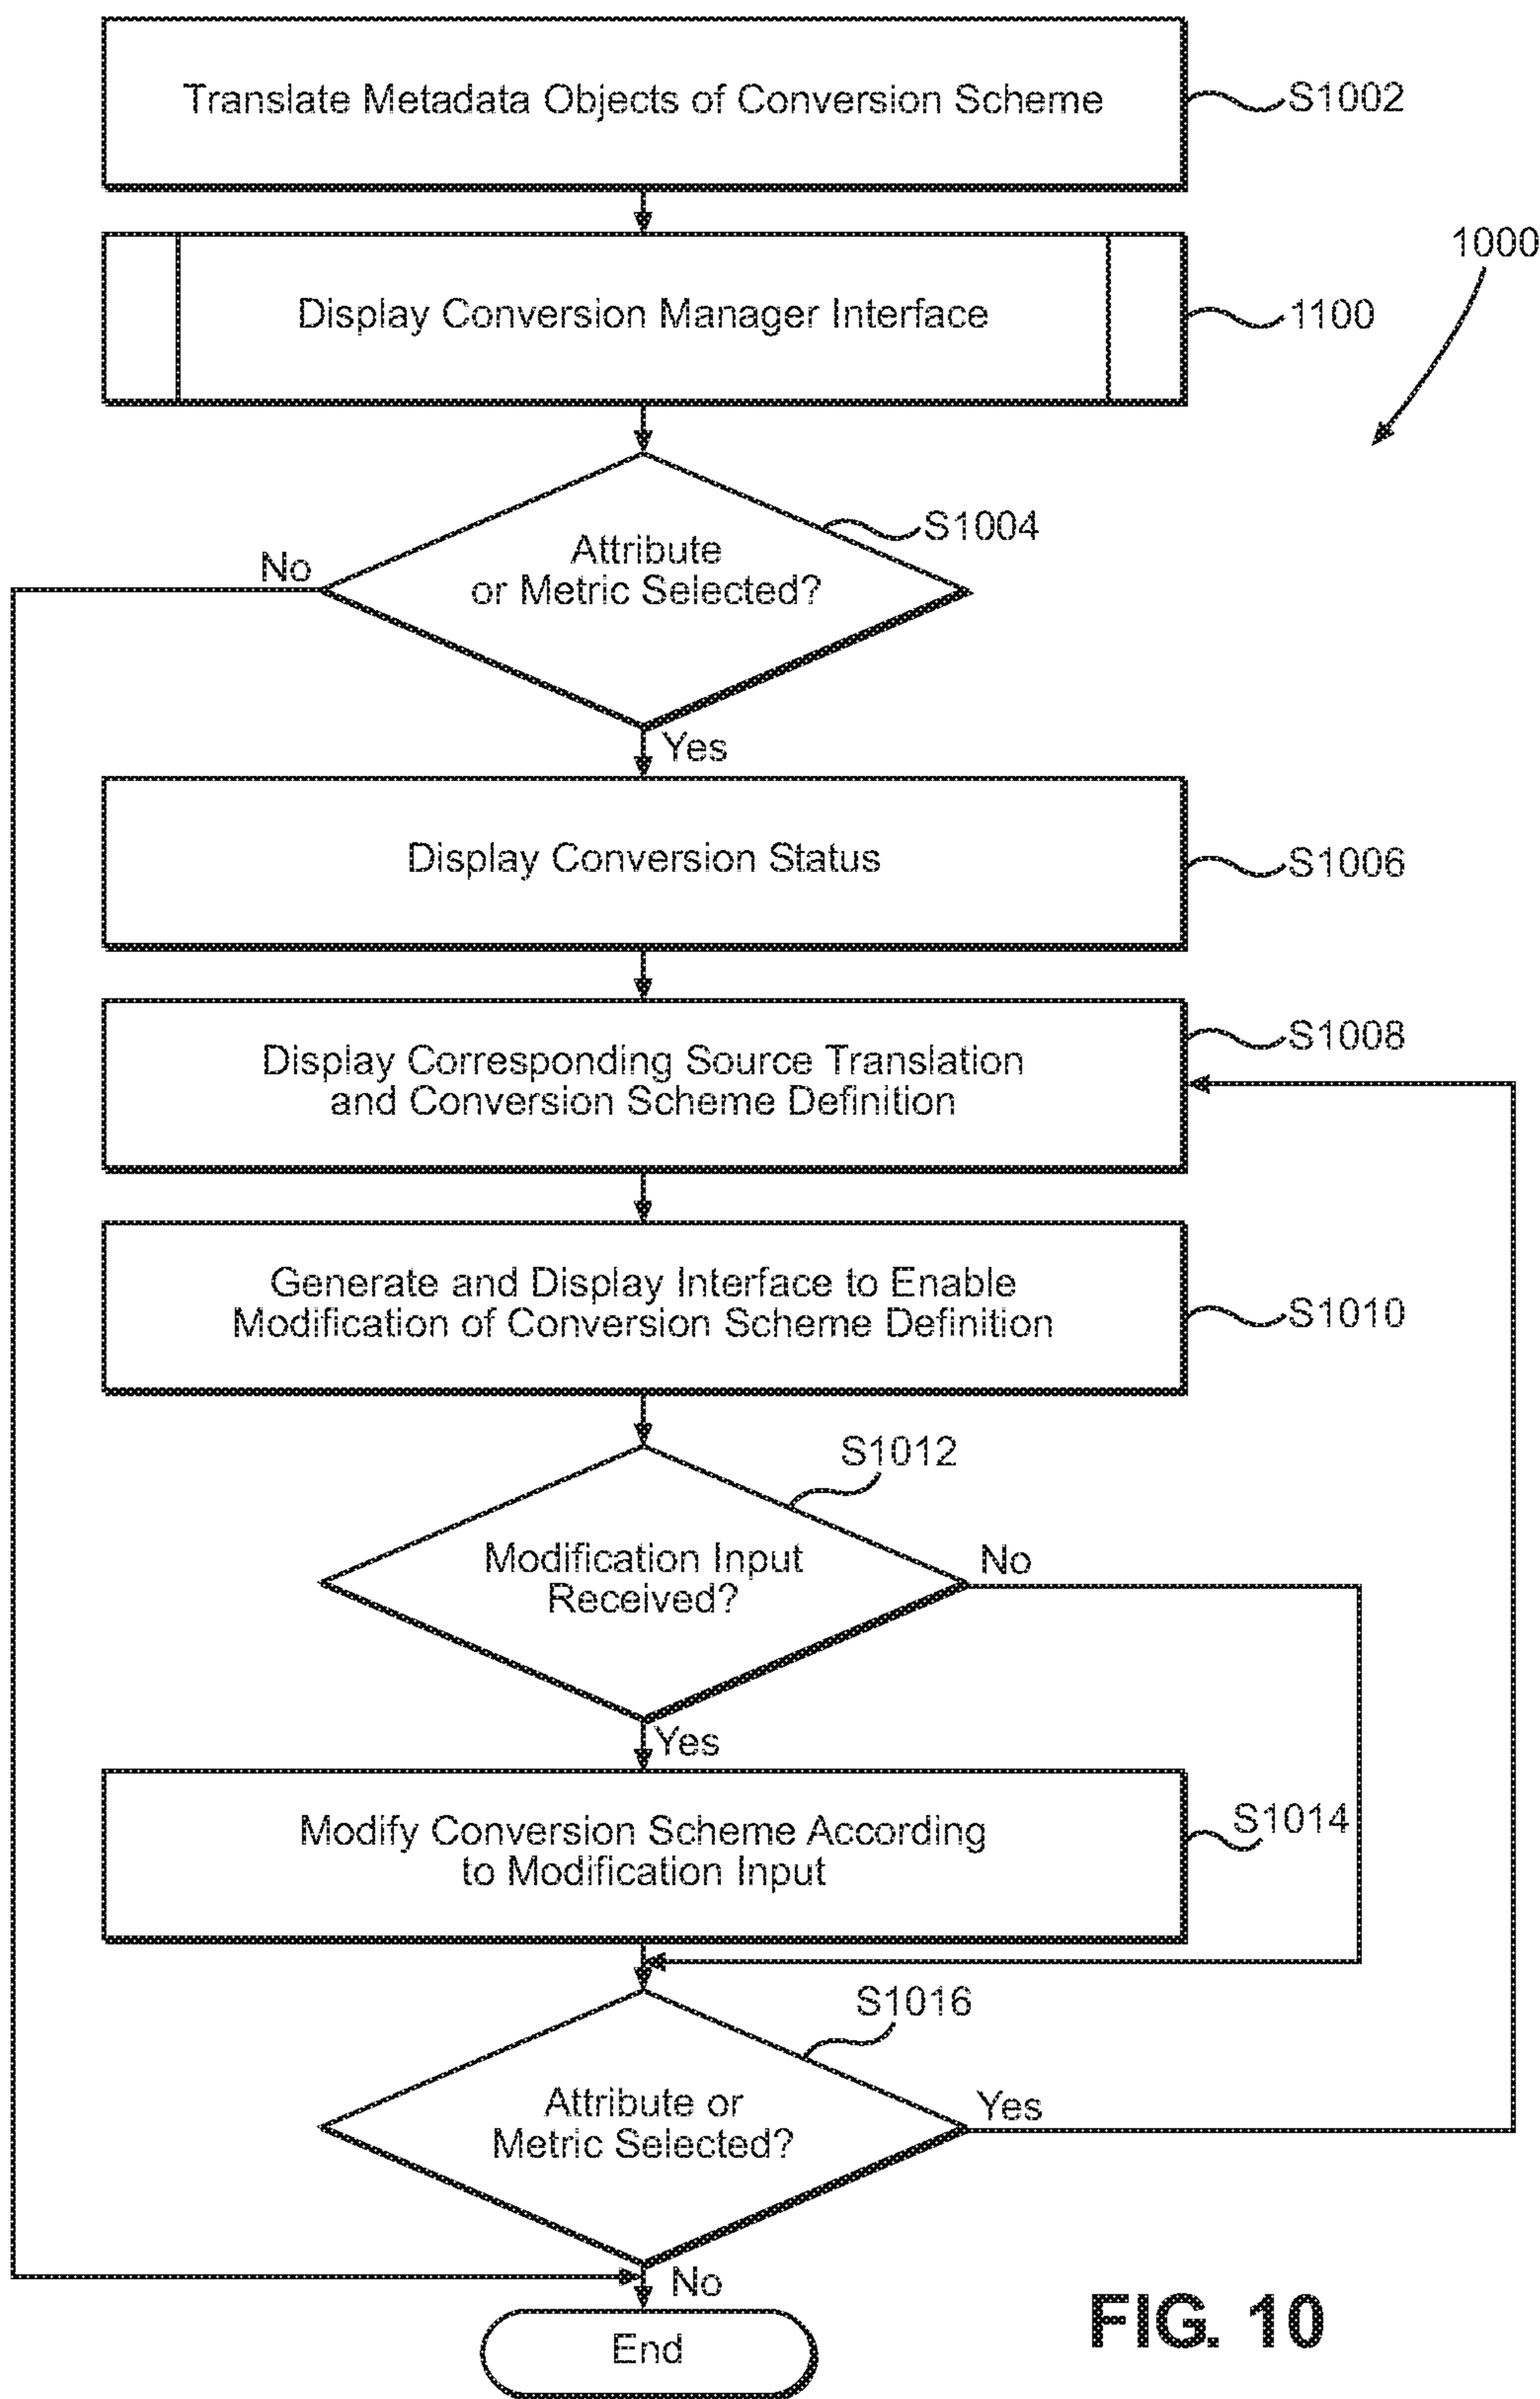 Translate Metadata Objects of Conversion Scheme
S1002
1000
Display Conversion Manager Interface
1100
S1004
Attribute
or Metric Selected?
No
Yes
Display Conversion Status
S1006
Display Corresponding Source Translation
and Conversion Scheme Definition
S1008
Generate and Display Interface to Enable
Modification of Conversion Scheme Definition
S1010
S1012
Modification Input
Received?
No
Yes
Modify Conversion Scheme According
to Modification Input
S1014
S1016
Attribute or
Metric Selected?
Yes
No
End
FIG. 10